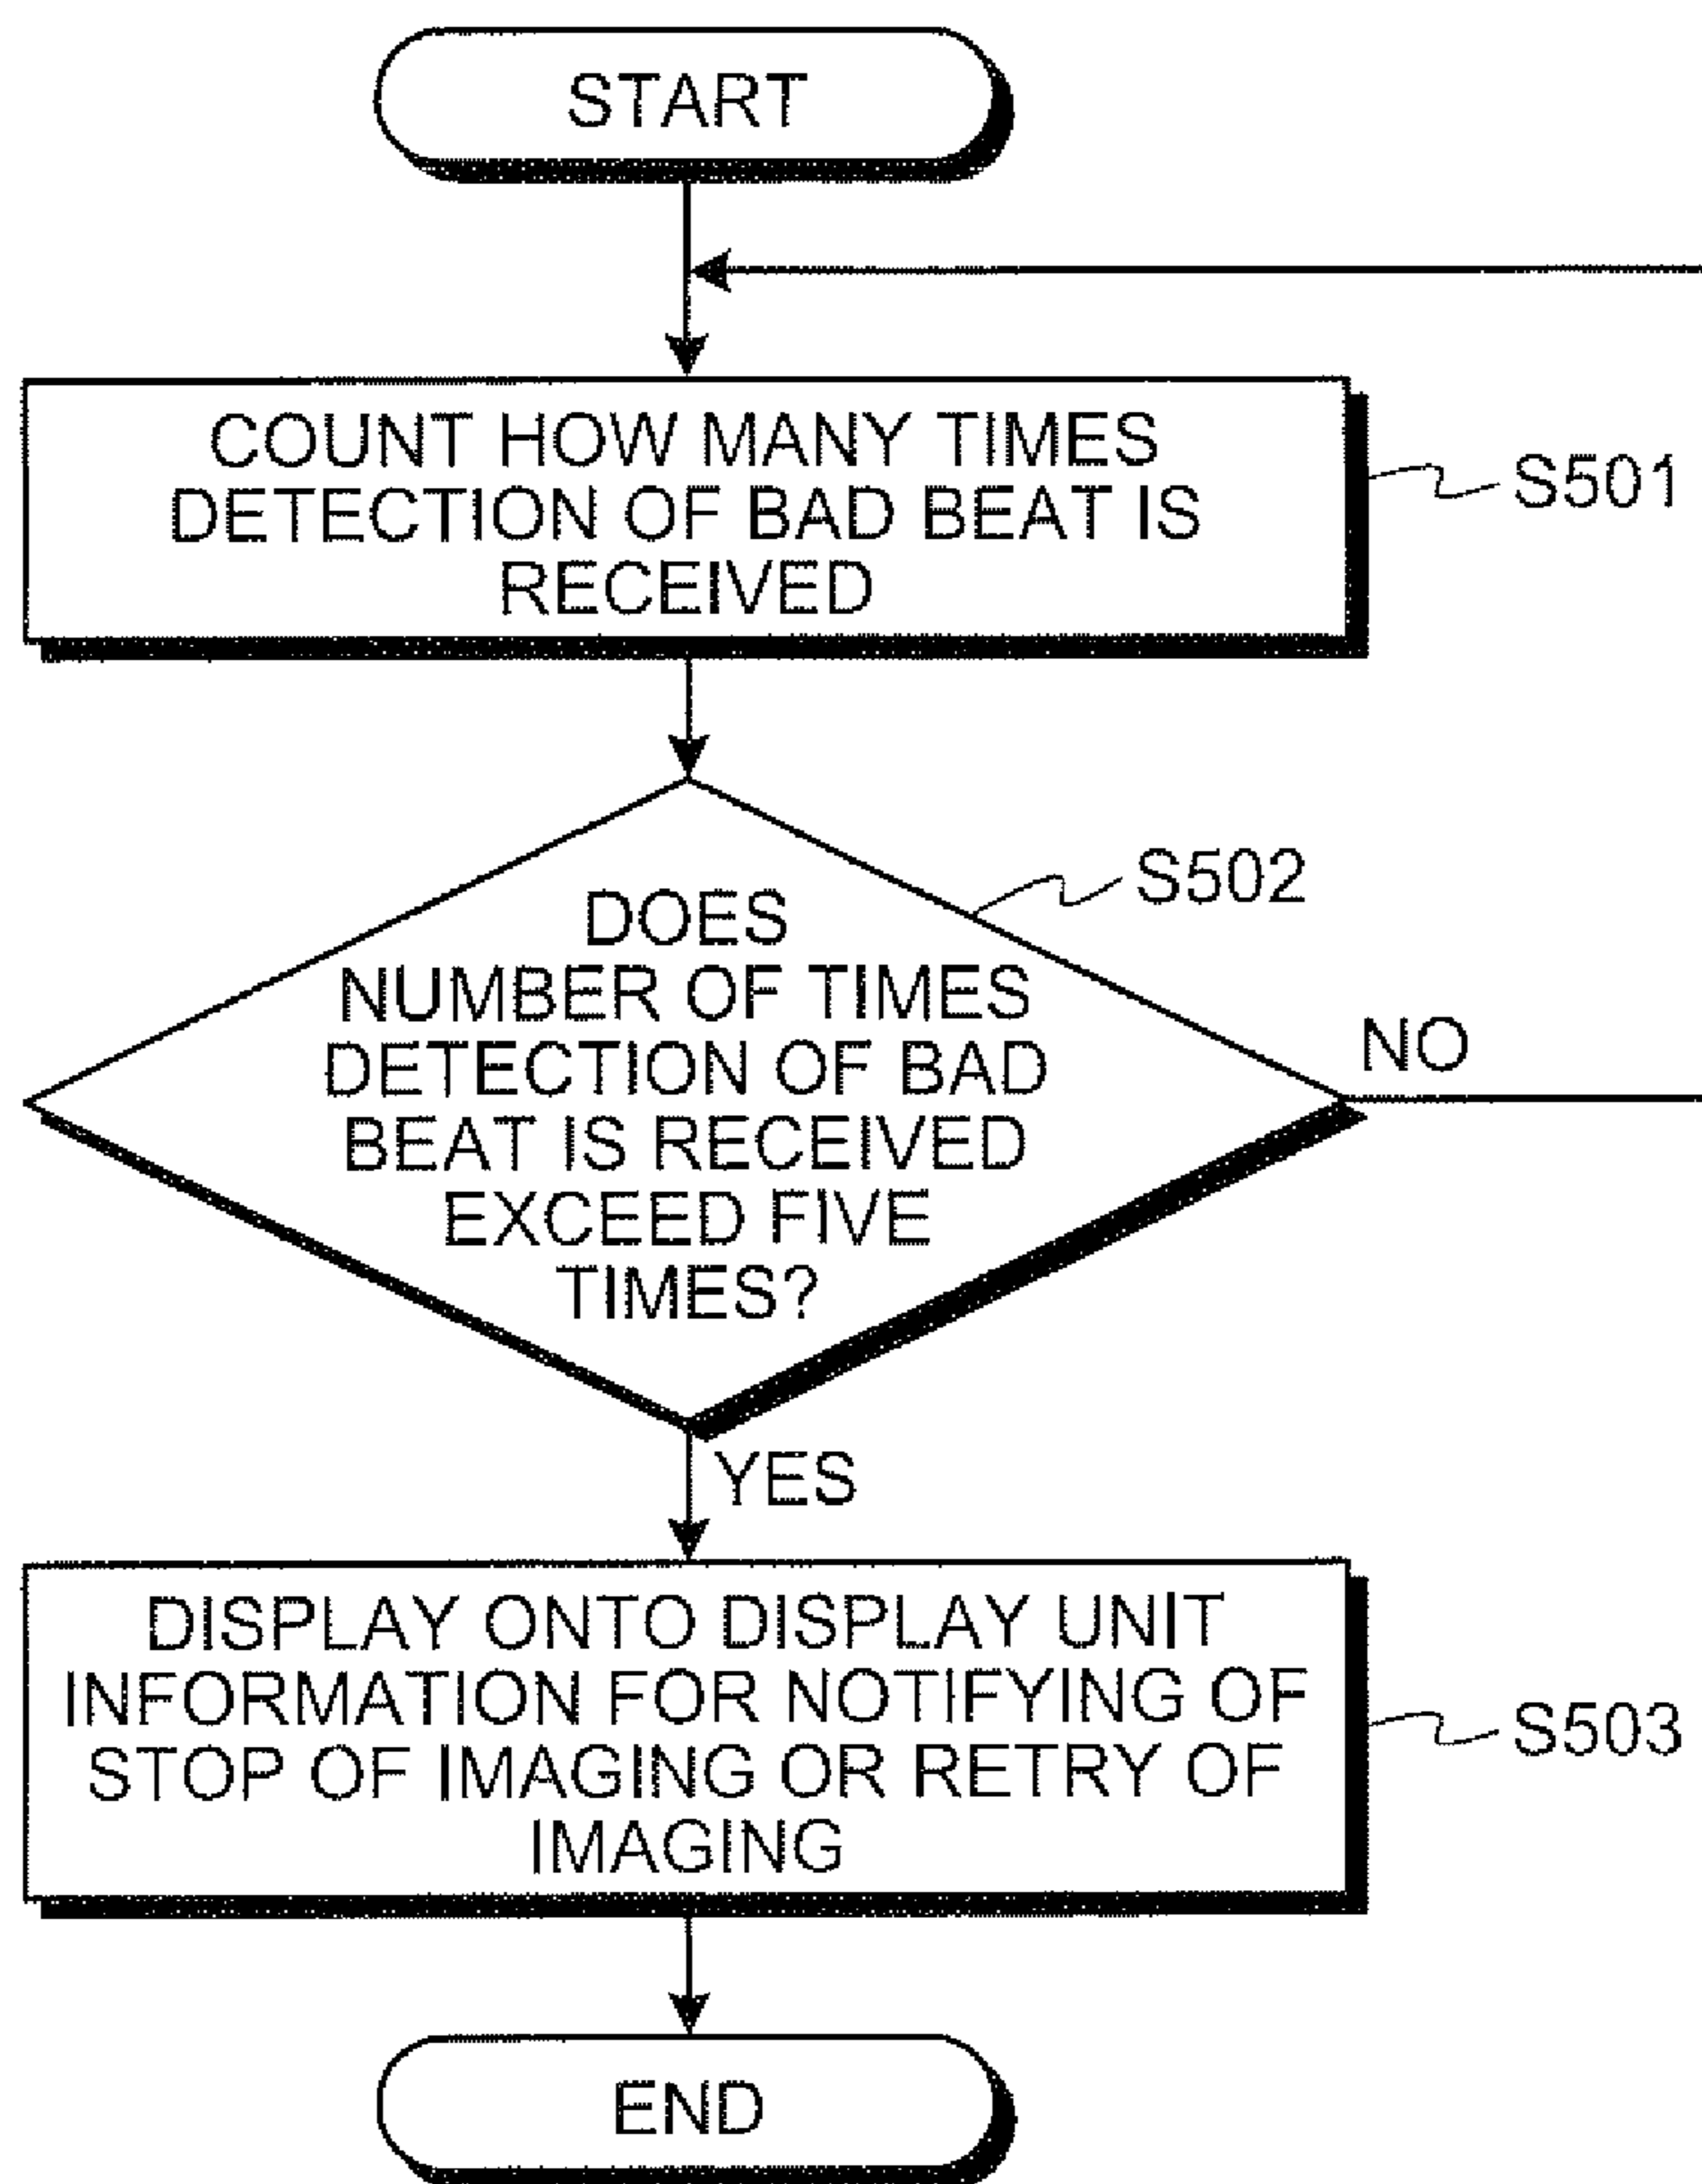 START
COUNT HOW MANY TIMES
DETECTION OF BAD BEAT IS
RECEIVED
S501
S502
DOES
NUMBER OF TIMES
DETECTION OF BAD
BEAT IS RECEIVED
EXCEED FIVE
TIMES?
NO
YES
DISPLAY ONTO DISPLAY UNIT
INFORMATION FOR NOTIFYING OF
STOP OF IMAGING OR RETRY OF
IMAGING
S503
END